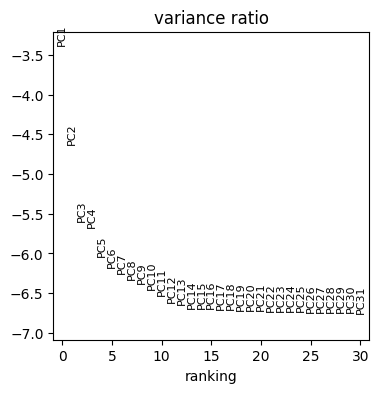 variance ratio
−3.5
−4.0
−4.5
−5.0
−5.5
−6.0
−6.5
−7.0
PC1
PC2
PC3
PC4
PC5
PC6
PC7
PC8
PC9
PC10
PC11
PC12
PC13
PC14
PC15
PC16
PC17
PC18
PC19
PC20
PC21
PC22
PC23
PC24
PC25
PC26
PC27
PC28
PC29
PC30
PC31
0 5 10 15 20 25 30
ranking